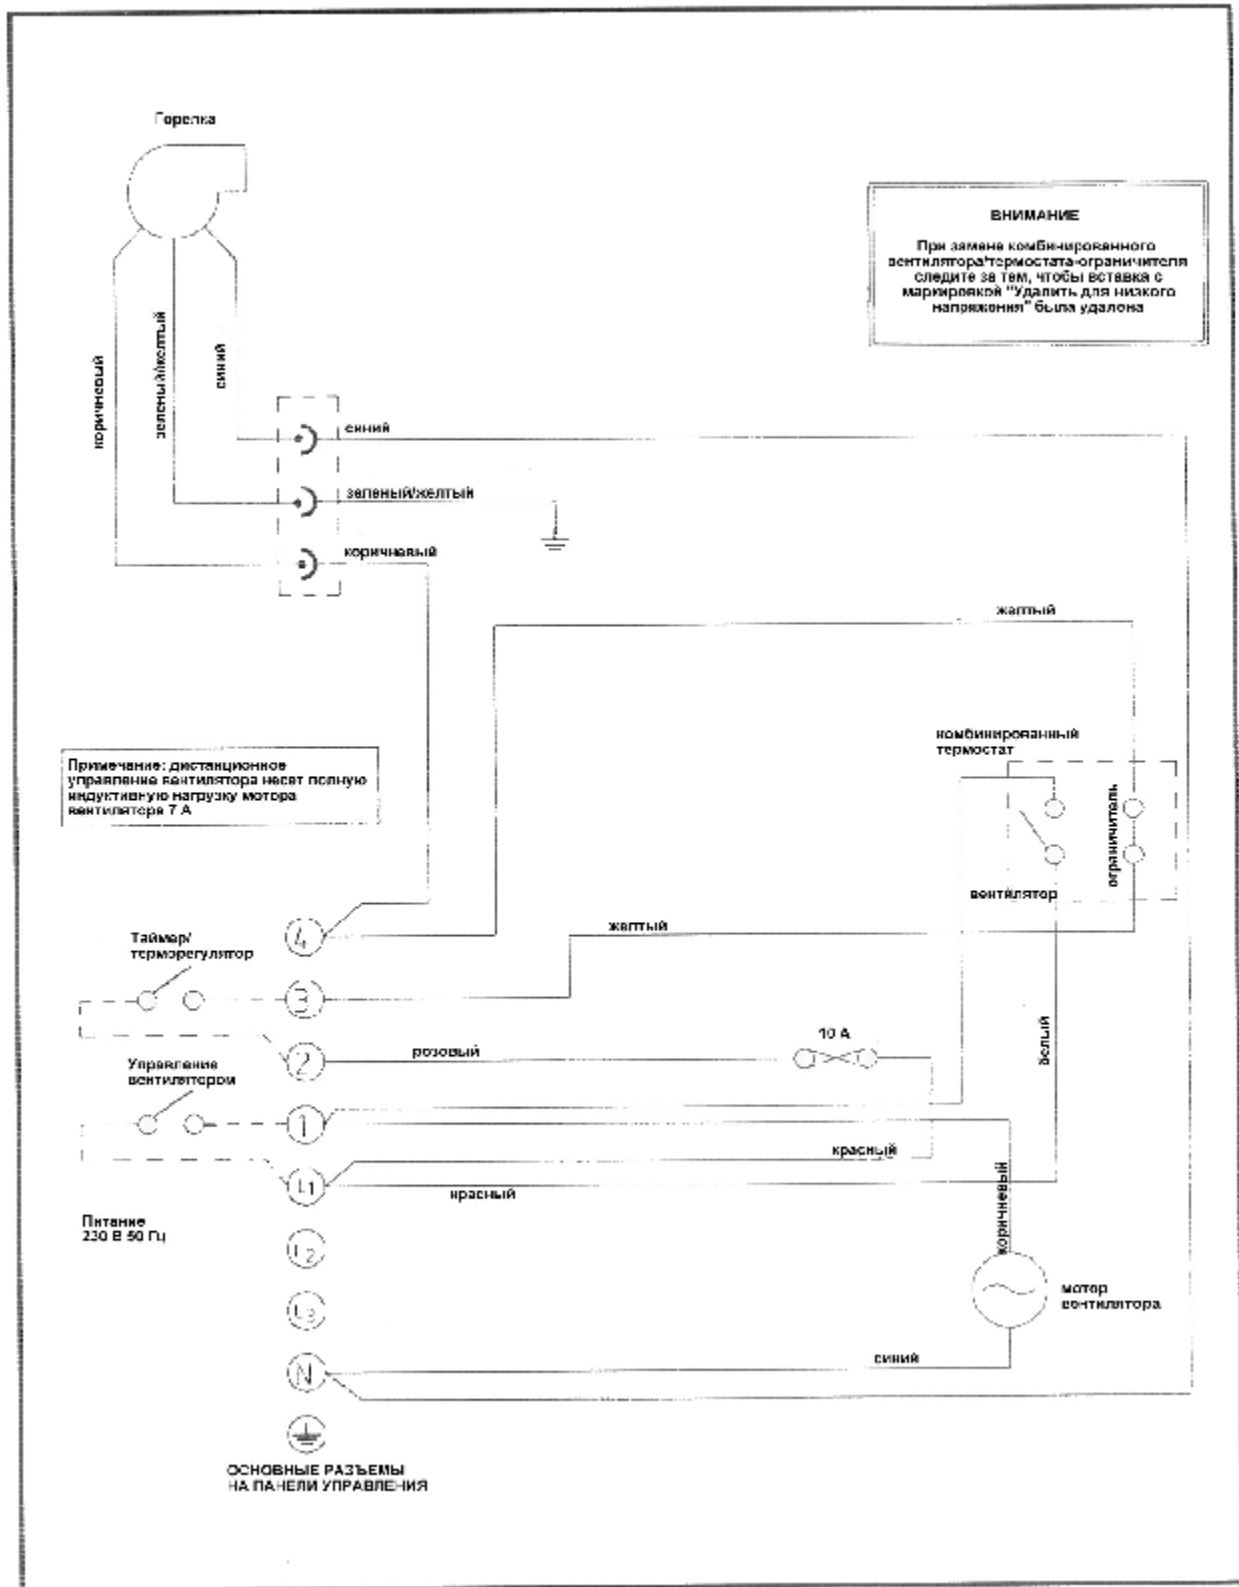 Горелка
ВНИМАНИЕ
При замене комбинированного
вентилятора/термостата-ограничителя
следите за тем, чтобы вставка с
маркировкой "Удалить для низкого
напряжения" была удалона
коричневый
зеленый/желтый
синий
синий
зеленый/желтый
коричневый
желтый
комбинированный
термостат
Примечание: дистанционное
управление вентилятора несет полную
индуктивную нагрузку мотора
вентилятора 7 А
ограничитель
вентилятор
Таймер/
терморегулятор
4
желтый
3
10 А
белый
розовый
2
Управление
вентилятором
1
красный
L1
красный
коричневый
Питание
230 В 50 Гц
L2
L3
мотор
вентилятора
синий
N
ОСНОВНЫЕ РАЗЪЕМЫ
НА ПАНЕЛИ УПРАВЛЕНИЯ